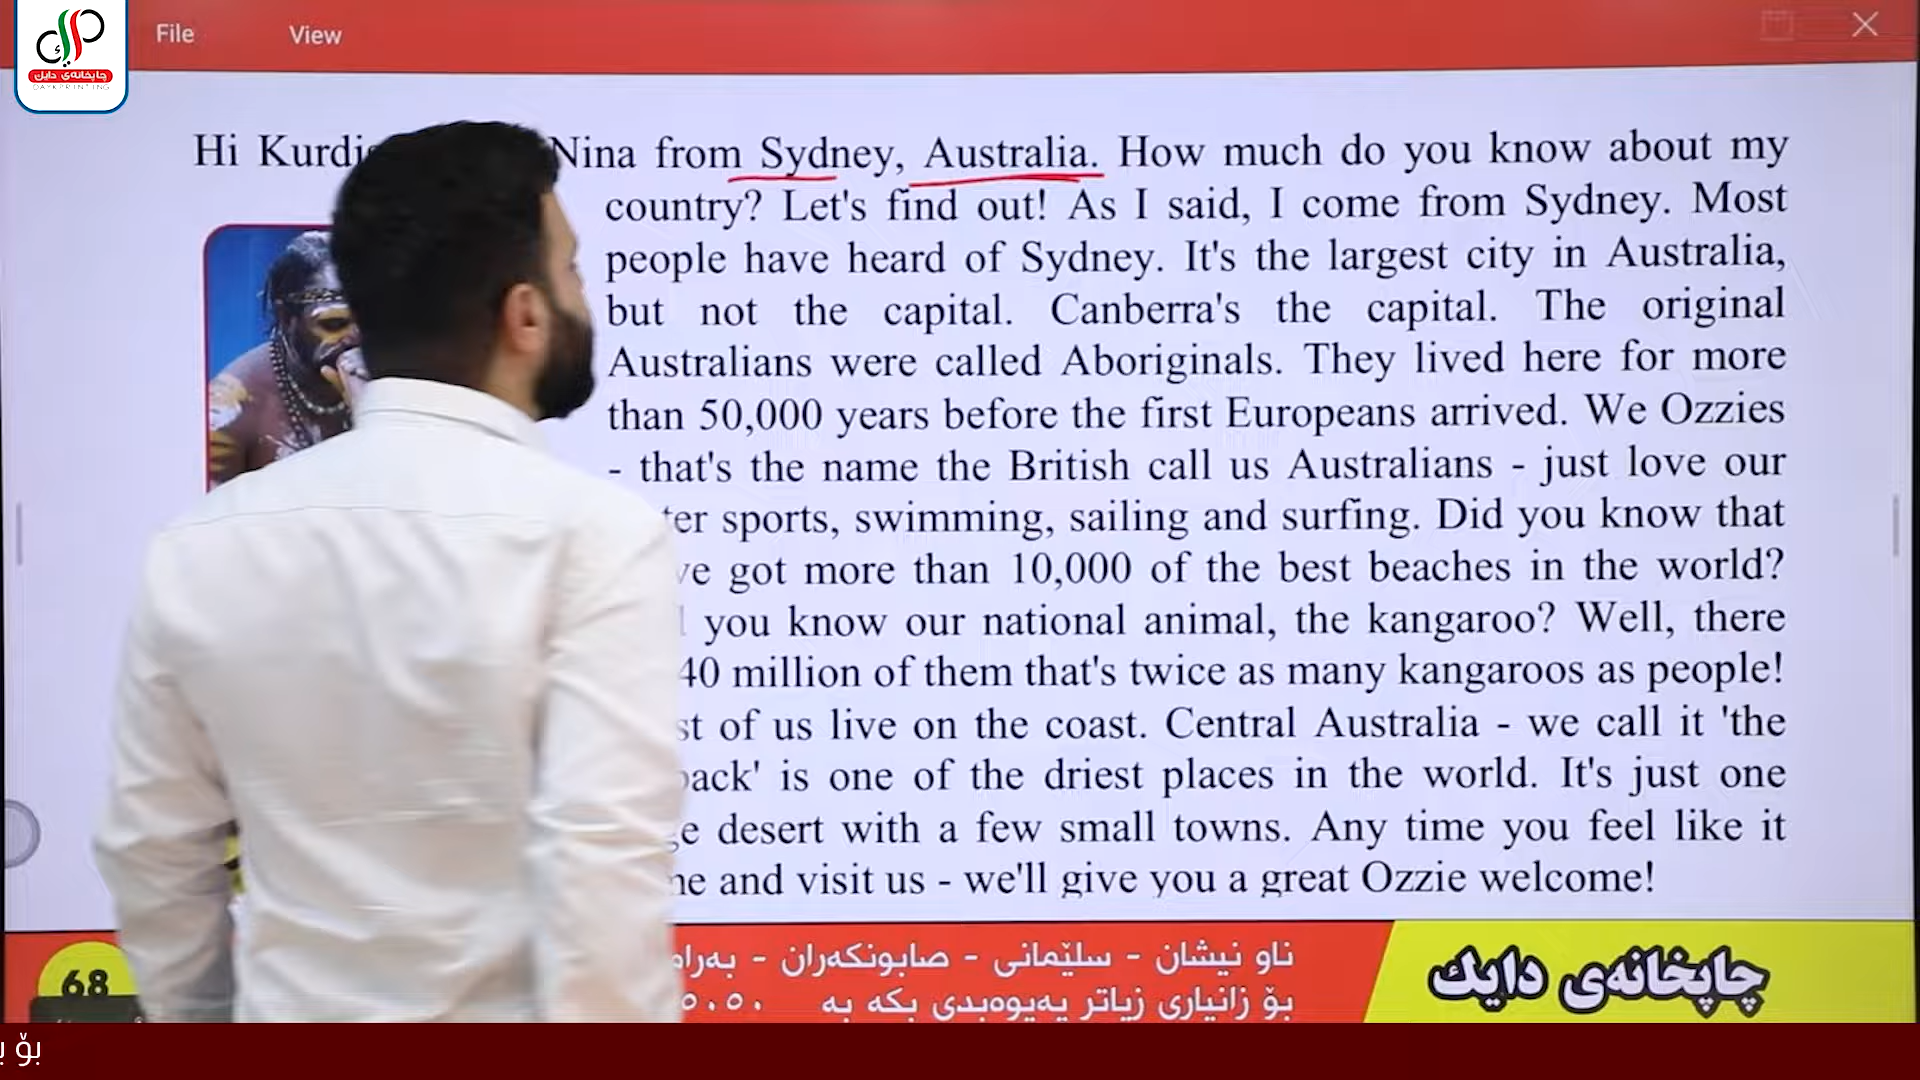 چاپخانەی دایک
DAYK PRINTING
File View
Hi Nina from Sydney, Australia. How much do you know about my
country? Let's find out! As I said, I come from Sydney. Most
people have heard of Sydney. It's the largest city in Australia,
but not the capital. Canberra's the capital. The original
Australians were called Aboriginals. They lived here for more
than 50,000 years before the first Europeans arrived. We Ozzies
- that's the name the British call us Australians - just love our
sports, swimming, sailing and surfing. Did you know that
got more than 10,000 of the best beaches in the world?
you know our national animal, the kangaroo? Well, there
40 million of them that's twice as many kangaroos as people!
of us live on the coast. Central Australia - we call it 'the
is one of the driest places in the world. It's just one
desert with a few small towns. Any time you feel like it
and visit us - we'll give you a great Ozzie welcome!
68
ناو نیشان - سلێمانی - صابونکەران -
بۆ زانیاری زیاتر پەیوەبدی بکە بە
چاپخانەی دایك
بۆ